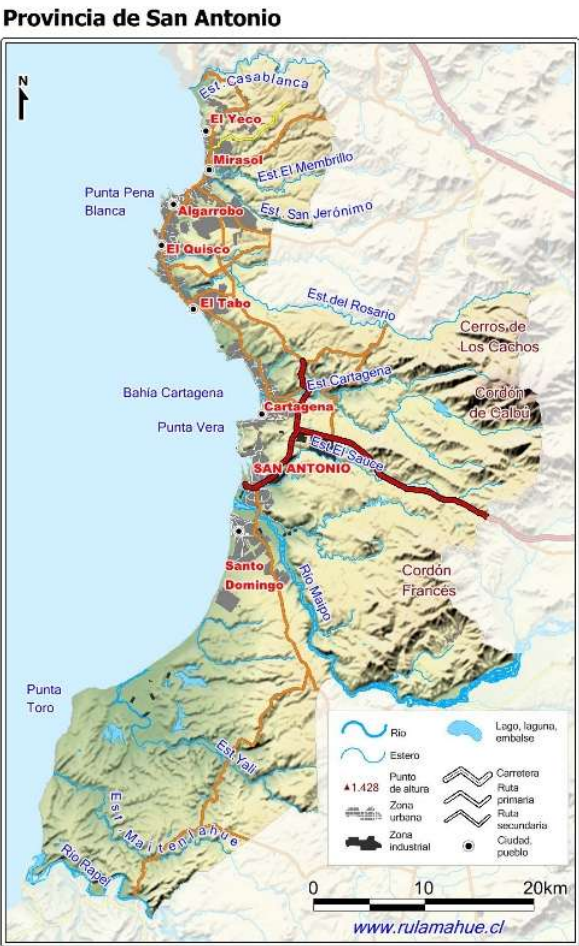 Provincia de San Antonio
N
Est. Casablanca
El Yeco
Mirasol
Est. El Membrillo
Punta Pena
Blanca
Algarrobo
Est. San Jerónimo
El Quisco
El Tabo
Est. del Rosario
Cerros de
Los Cachos
Est. Cartagena
Bahía Cartagena
Cordón
de Calbú
Cartagena
Punta Vera
Est. El Sauce
SAN ANTONIO
Santo
Domingo
Río Maipo
Cordón
Frances
Punta
Toro
Est. Yali
Est. Maitenlahue
Río Rapel
Río
Lago, laguna,
embalse
Estero
1.428
Punto
de altura
Carretera
Ruta
primaria
Zona
urbana
Ruta
secundaria
Zona
industrial
Ciudad,
pueblo
0 10 20km
www.rulamahue.cl